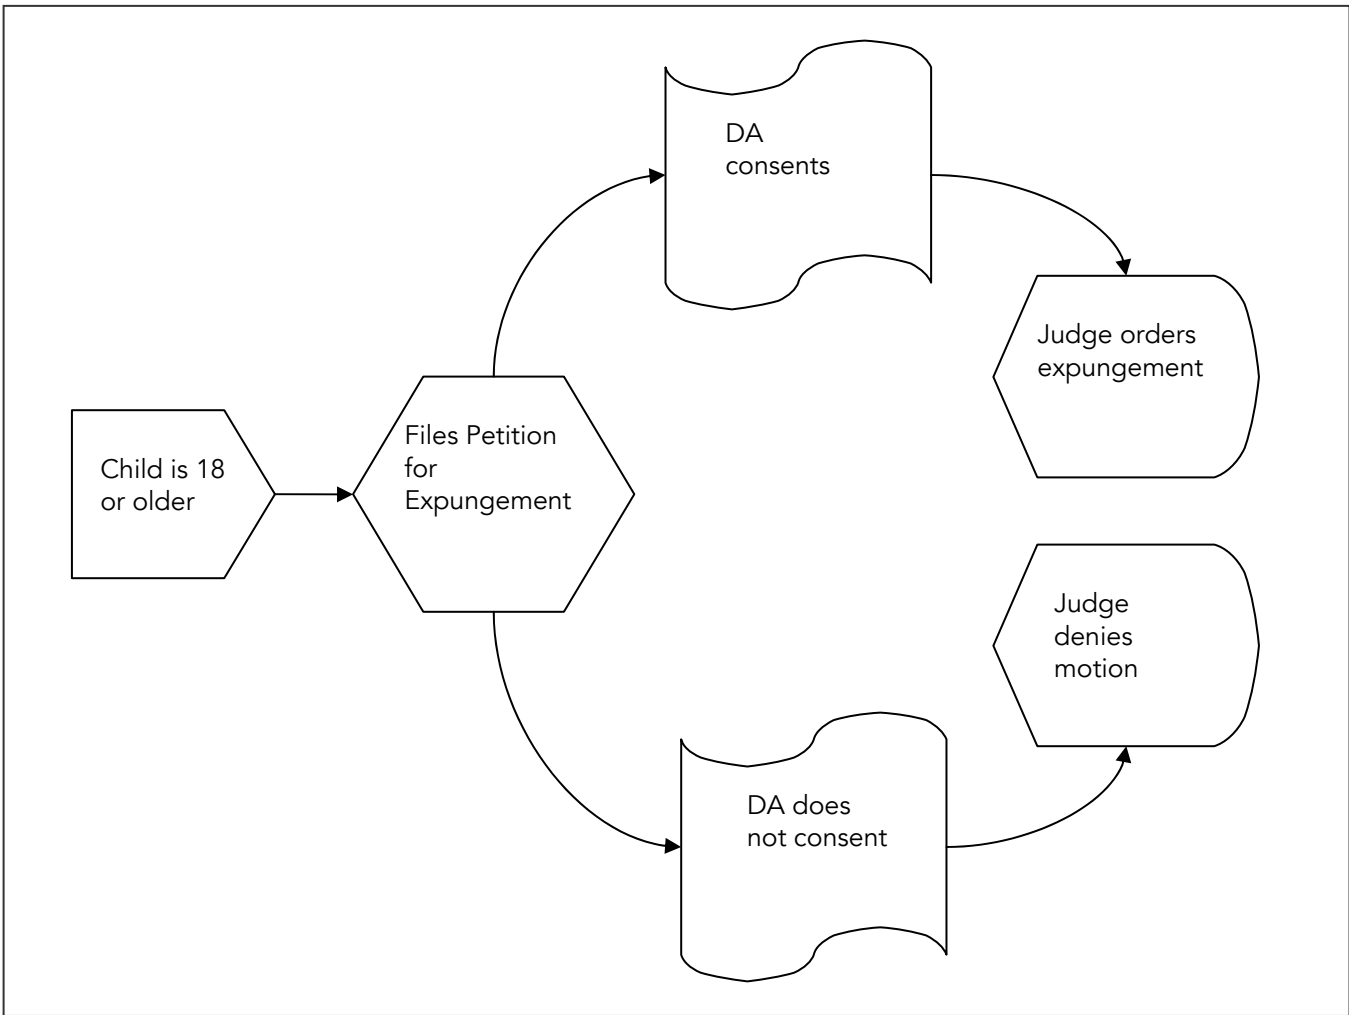 DA
consents
Judge orders
expungement
Files Petition
for
Expungement
Child is 18
or older
Judge
denies
motion
DA does
not consent